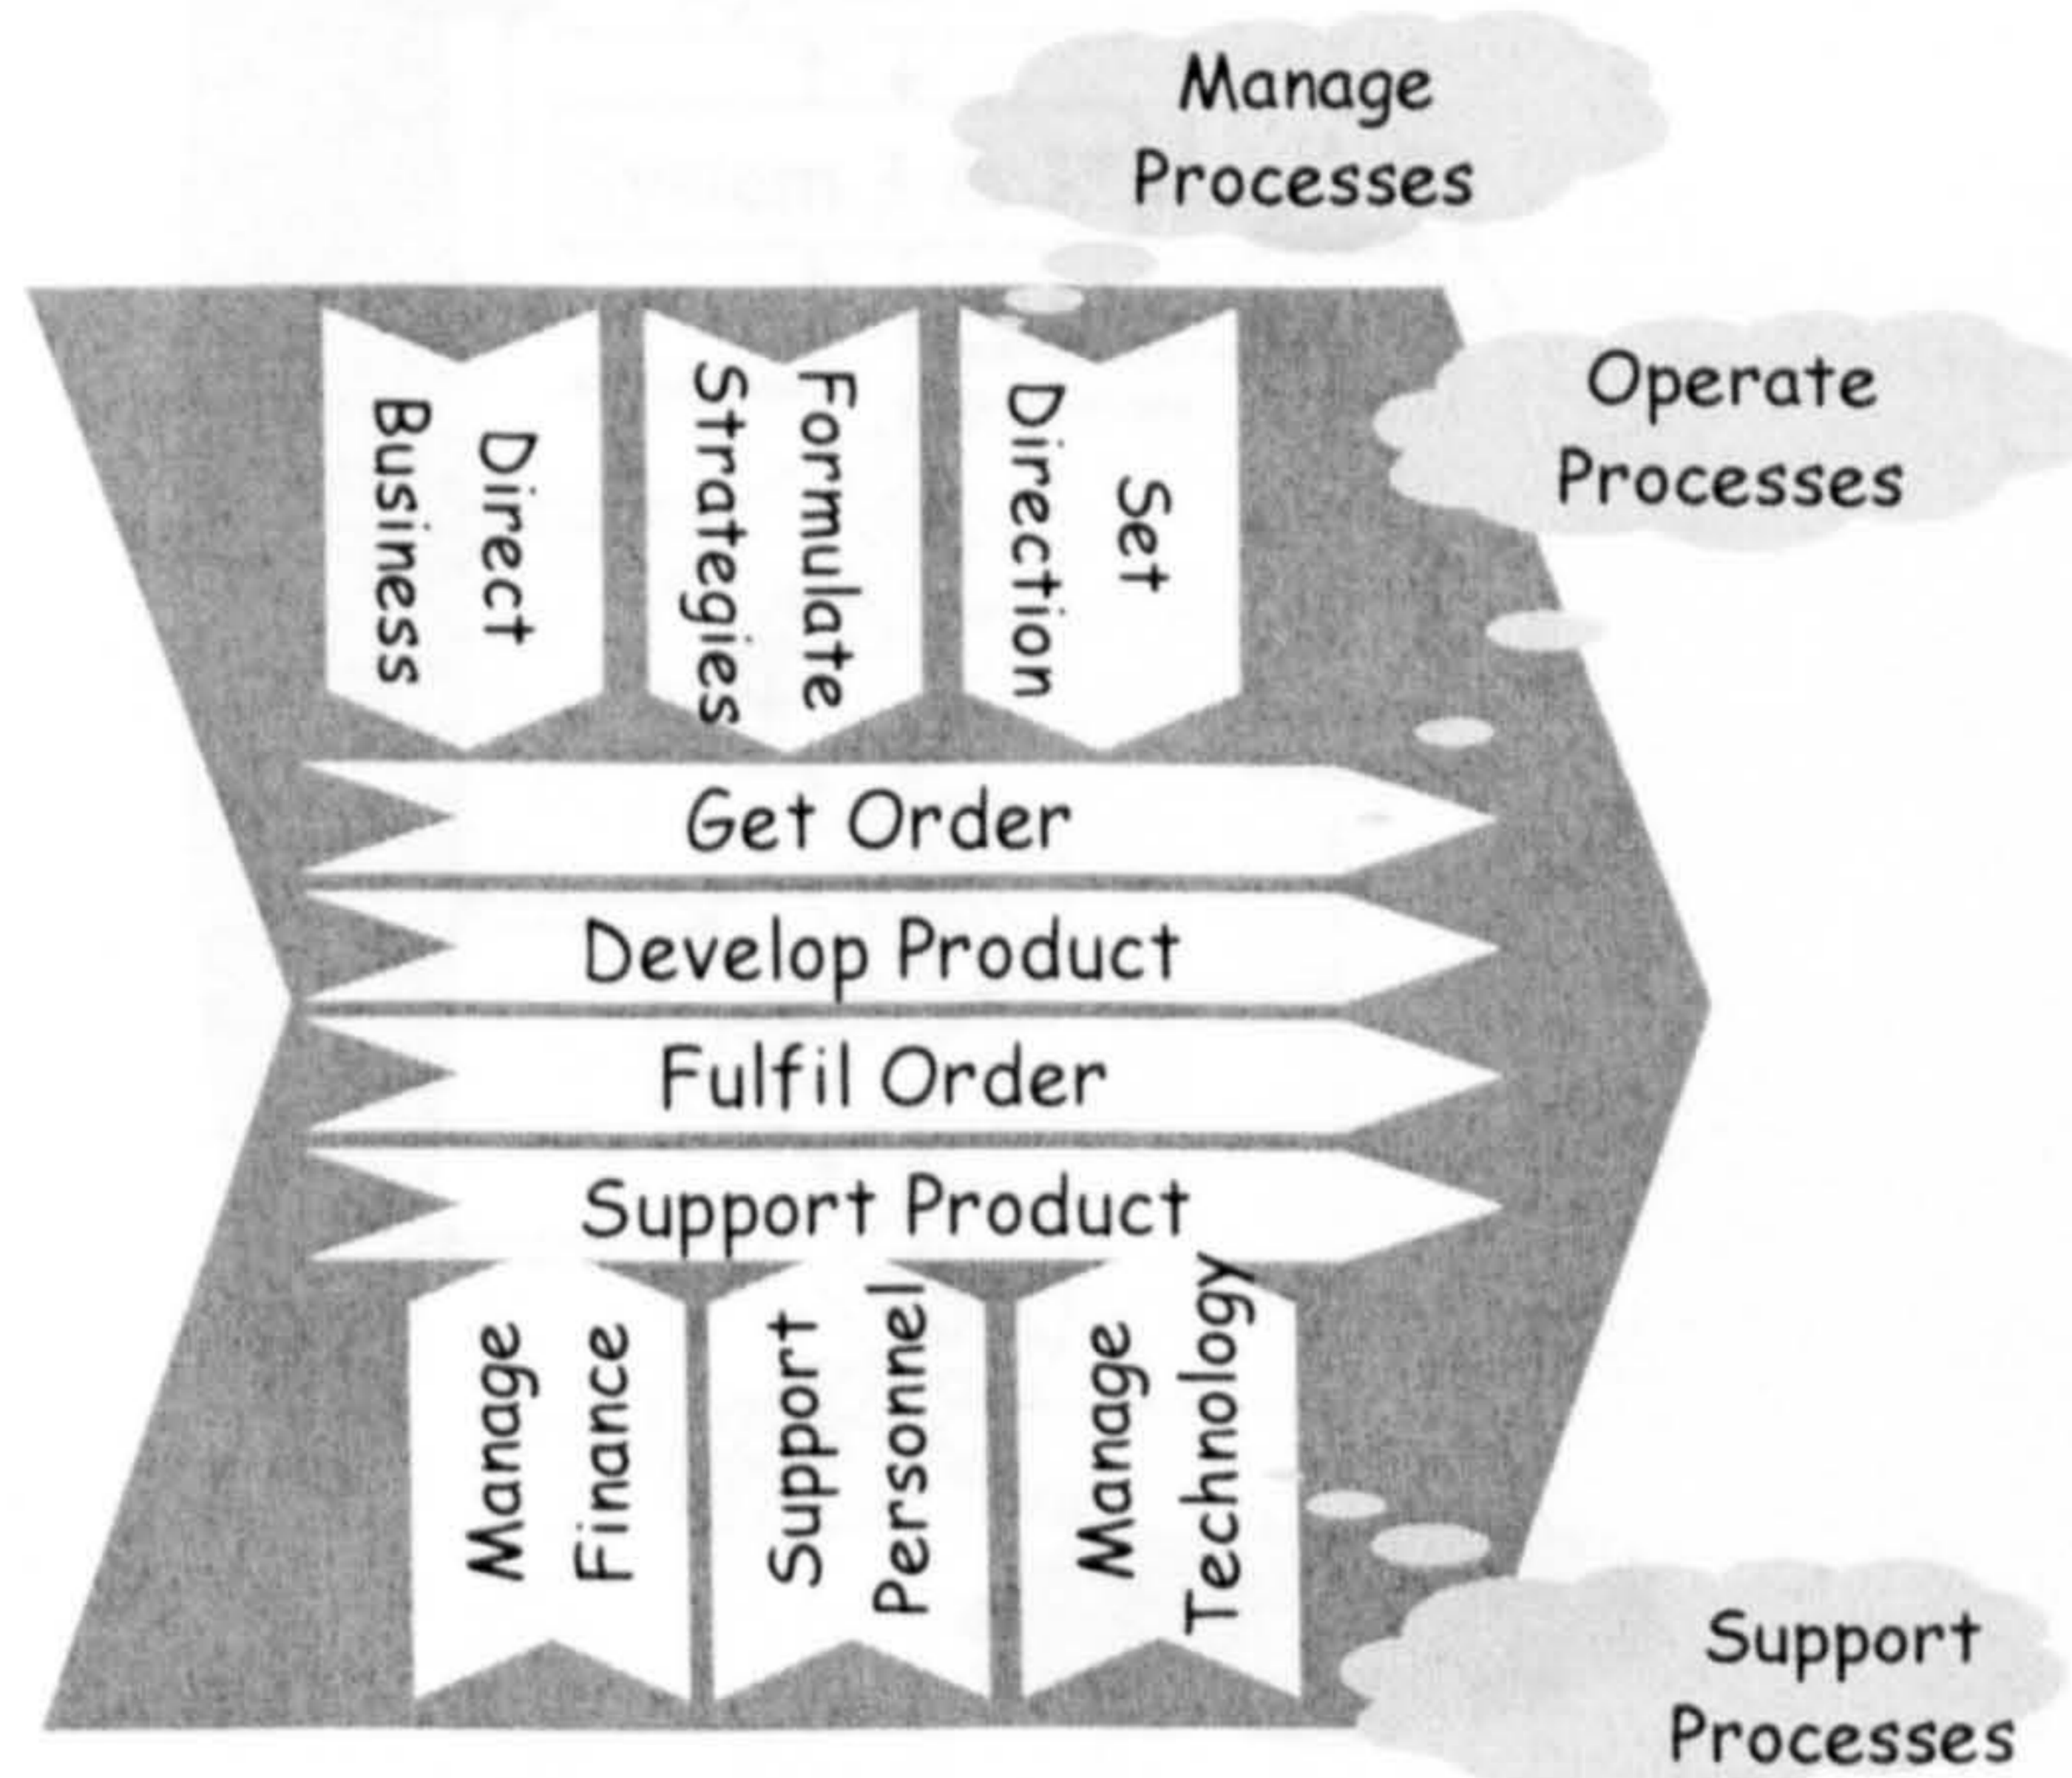 Manage
Processes
Operate
Processes
Direct
Business
Formulate
Strategies
Set
Direction
Get Order
Develop Product
Fulfil Order
Support Product
Manage
Finance
Support
Personnel
Manage
Technology
Support
Processes